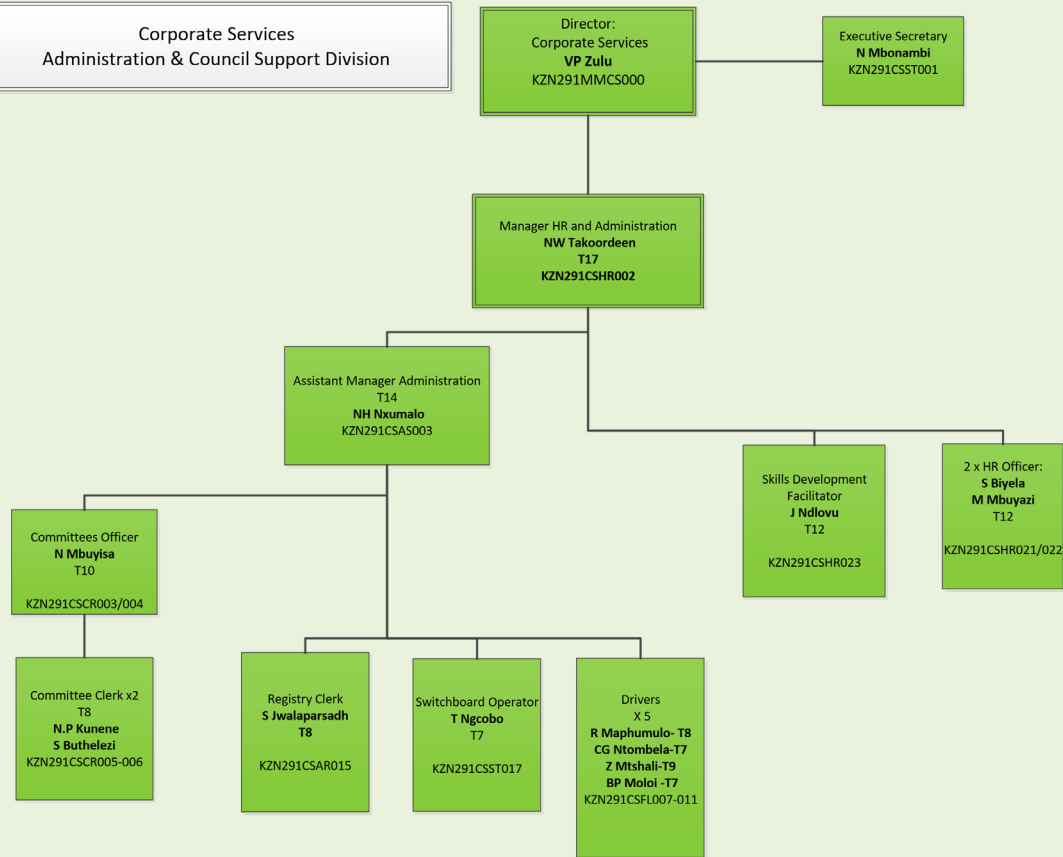 Corporate Services
Administration & Council Support Division
Director:
Corporate Services
VP Zulu
KZN291MMCS000
Executive Secretary
N Mbonambi
KZN291CSST001
Manager HR and Administration
NW Takoordeen
T17
KZN291CSHR002
Assistant Manager Administration
T14
NH Nxumalo
KZN291CSAS003
Skills Development
Facilitator
J Ndlovu
T12
KZN291CSHR023
2 x HR Officer:
S Biyela
M Mbuyazi
T12
KZN291CSHR021/022
Committees Officer
N Mbuyisa
T10
KZN291CSCR003/004
Committee Clerk x2
T8
N.P Kunene
S Buthelezi
KZN291CSCR005-006
Registry Clerk
S Jwalaparsadh
T8
KZN291CSAR015
Switchboard Operator
T Ngcobo
T7
KZN291CSST017
Drivers
X 5
R Maphumulo- T8
CG Ntombela-T7
Z Mtshali-T9
BP Moloi -T7
KZN291CSFL007-011